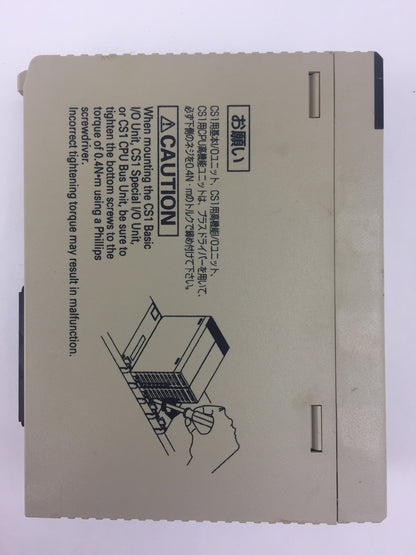 お願い
CS1用基本I/Oユニット、CS1用高機能I/Oユニット、
CS1用CPU高機能ユニットは、プラスドライバーを用いて、
必ず下側のネジを0.4N・mのトルクで締め付けて下さい。
⚠CAUTION
When mounting the CS1 Basic
I/O Unit, CS1 Special I/O Unit,
or CS1 CPU Bus Unit, be sure to
tighten the bottom screws to the
torque of 0.4N•m using a Phillips
screwdriver.
Incorrect tightening torque may result in malfunction.